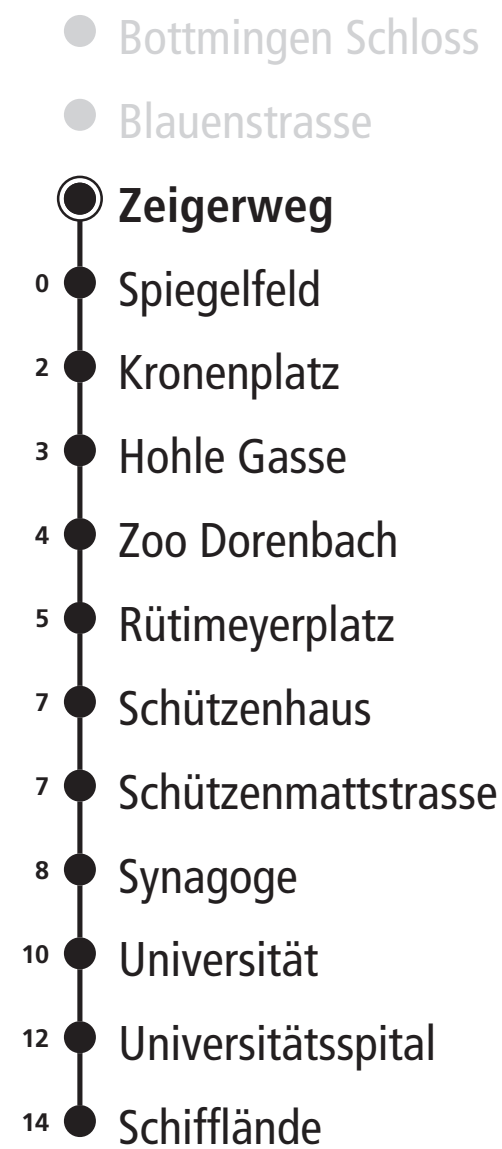 Bottmingen Schloss
Blauenstrasse
Zeigerweg
0 Spiegelfeld
2 Kronenplatz
3 Hohle Gasse
4 Zoo Dorenbach
5 Rütimeyerplatz
7 Schützenhaus
7 Schützenmattstrasse
8 Synagoge
10 Universität
12 Universitätsspital
14 Schifflände